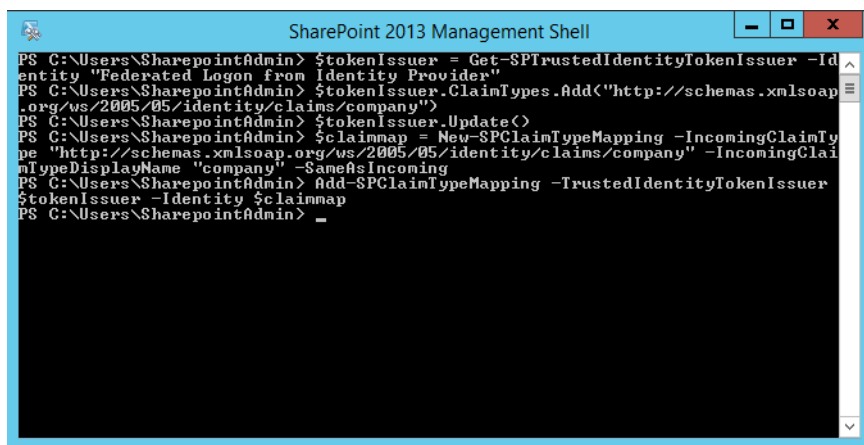 SharePoint 2013 Management Shell
PS C:\Users\SharepointAdmin> $tokenIssuer = Get-SPTrustedIdentityTokenIssuer -Id
entity "Federated Logon from Identity Provider"
PS C:\Users\SharepointAdmin> $tokenIssuer.ClaimTypes.Add("http://schemas.xmlsoap
.org/ws/2005/05/identity/claims/company")
PS C:\Users\SharepointAdmin> $tokenIssuer.Update()
PS C:\Users\SharepointAdmin> $claimmap = New-SPClaimTypeMapping -IncomingClaimTy
pe "http://schemas.xmlsoap.org/ws/2005/05/identity/claims/company" -IncomingClai
mTypeDisplayName "company" -SameAsIncoming
PS C:\Users\SharepointAdmin> Add-SPClaimTypeMapping -TrustedIdentityTokenIssuer
$tokenIssuer -Identity $claimmap
PS C:\Users\SharepointAdmin> _